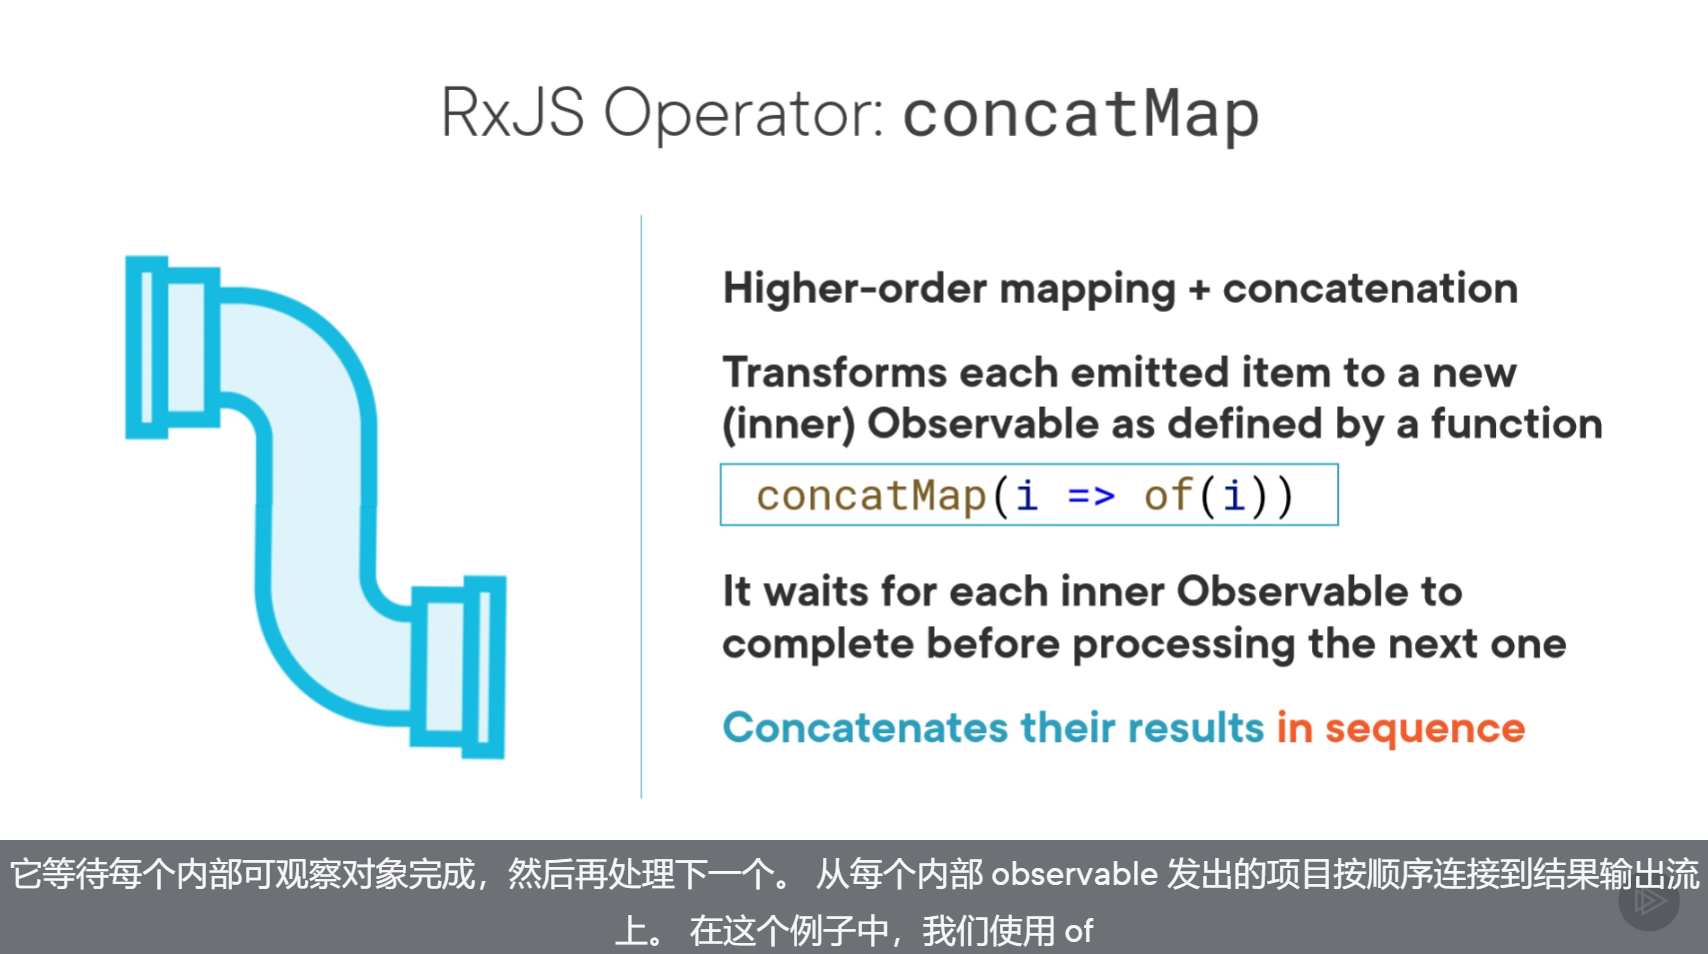 RxJS Operator: concatMap
Higher-order mapping + concatenation
Transforms each emitted item to a new
(inner) Observable as defined by a function
concatMap(i => of(i))
It waits for each inner Observable to
complete before processing the next one
Concatenates their results in sequence
它等待每个内部可观察对象完成，然后再处理下一个。 从每个内部 observable 发出的项目按顺序连接到结果输出流
上。 在这个例子中，我们使用 of